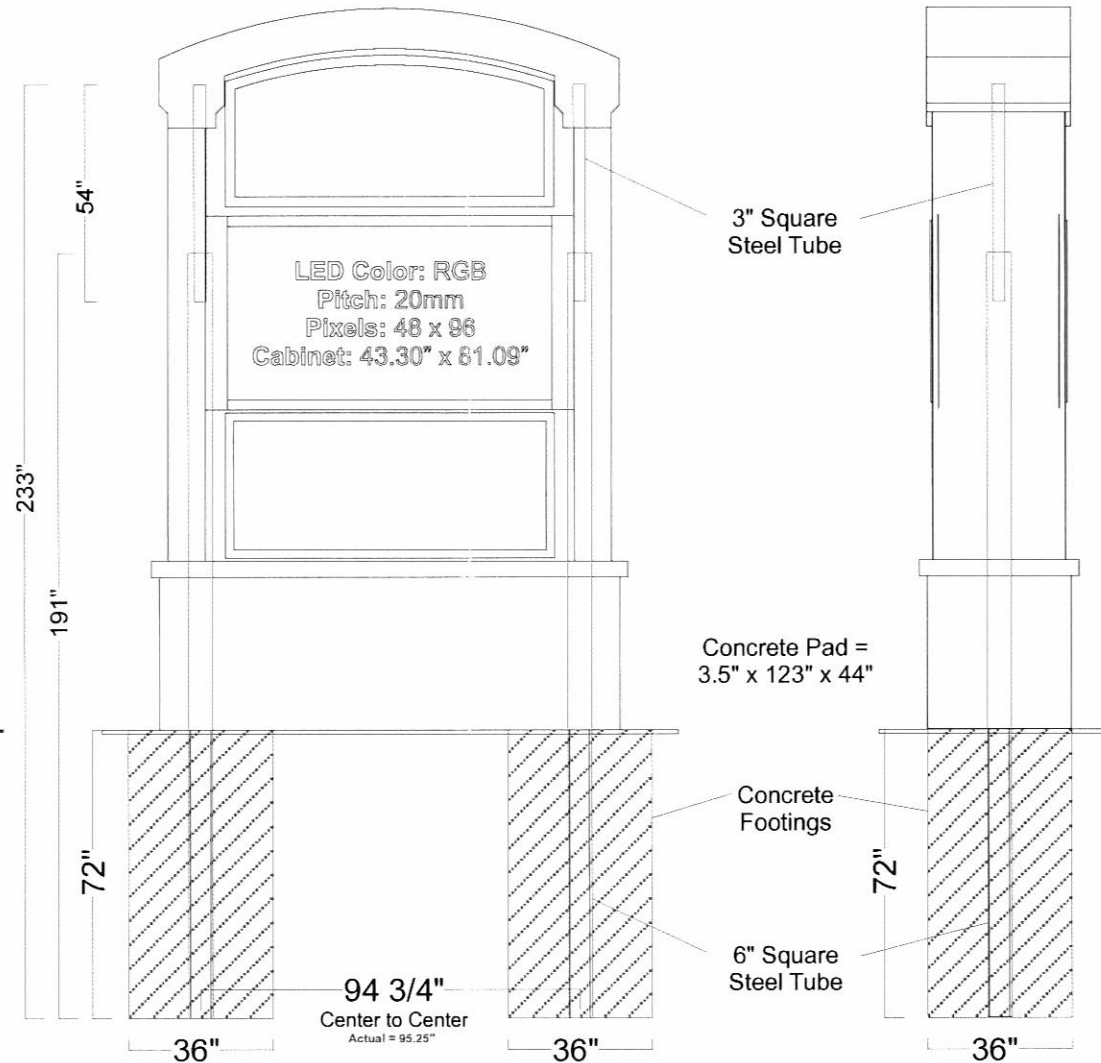 54"
233"
191"
72"
LED Color: RGB
Pitch: 20mm
Pixels: 48 x 96
Cabinet: 43.30" x 81.09"
3" Square
Steel Tube
Concrete Pad =
3.5" x 123" x 44"
Concrete
Footings
6" Square
Steel Tube
94 3/4"
Center to Center
Actual = 95.25"
36"
36"
72"
36"